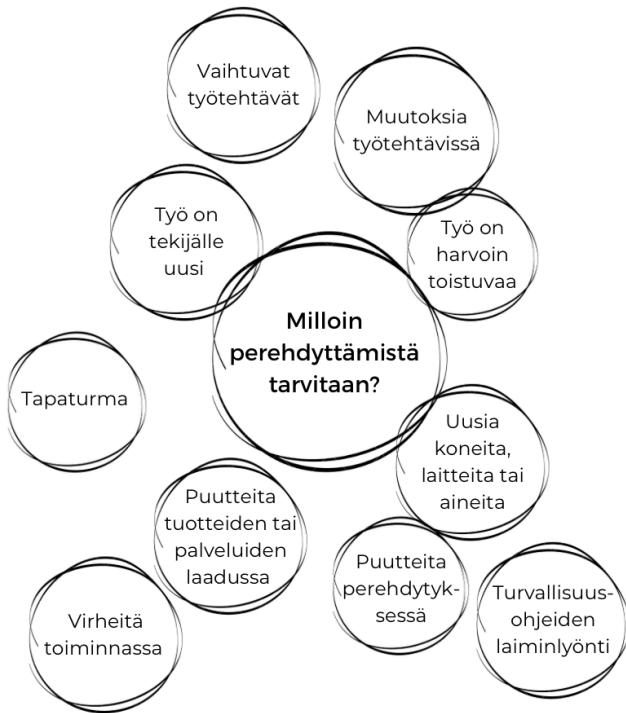 Vaihtuvat
työtehtävät
Muutoksia
työtehtävissä
Työ on
tekijälle
uusi
Työ on
harvoin
toistuvaa
Milloin
perehdyttämistä
tarvitaan?
Tapaturma
Uusia
koneita,
laitteita tai
aineita
Puutteita
tuotteiden tai
palveluiden
laadussa
Puutteita
perehdytyk-
sessä
Turvallisuus-
ohjeiden
laiminlyönti
Virheitä
toiminnassa